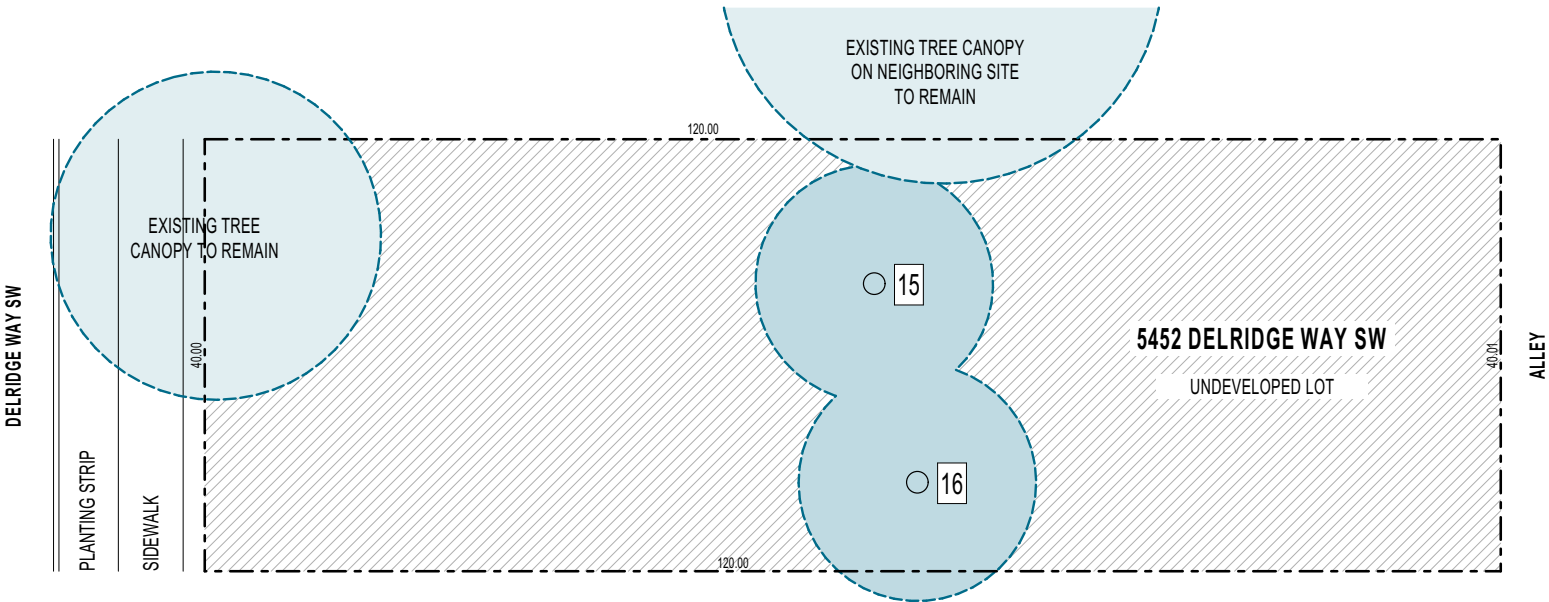 EXISTING TREE CANOPY
ON NEIGHBORING SITE
TO REMAIN
120.00
EXISTING TREE
CANOPY TO REMAIN
DELRIDGE WAY SW
40.00
15
5452 DELRIDGE WAY SW
UNDEVELOPED LOT
40.01
ALLEY
PLANTING STRIP
SIDEWALK
16
120.00